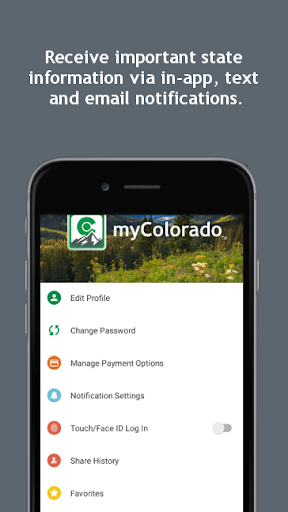 Receive important state
information via in-app, text
and email notifications.
myColorado
Edit Profile
Change Password
Manage Payment Options
Notification Settings
Touch/Face ID Log In
Share History
Favorites